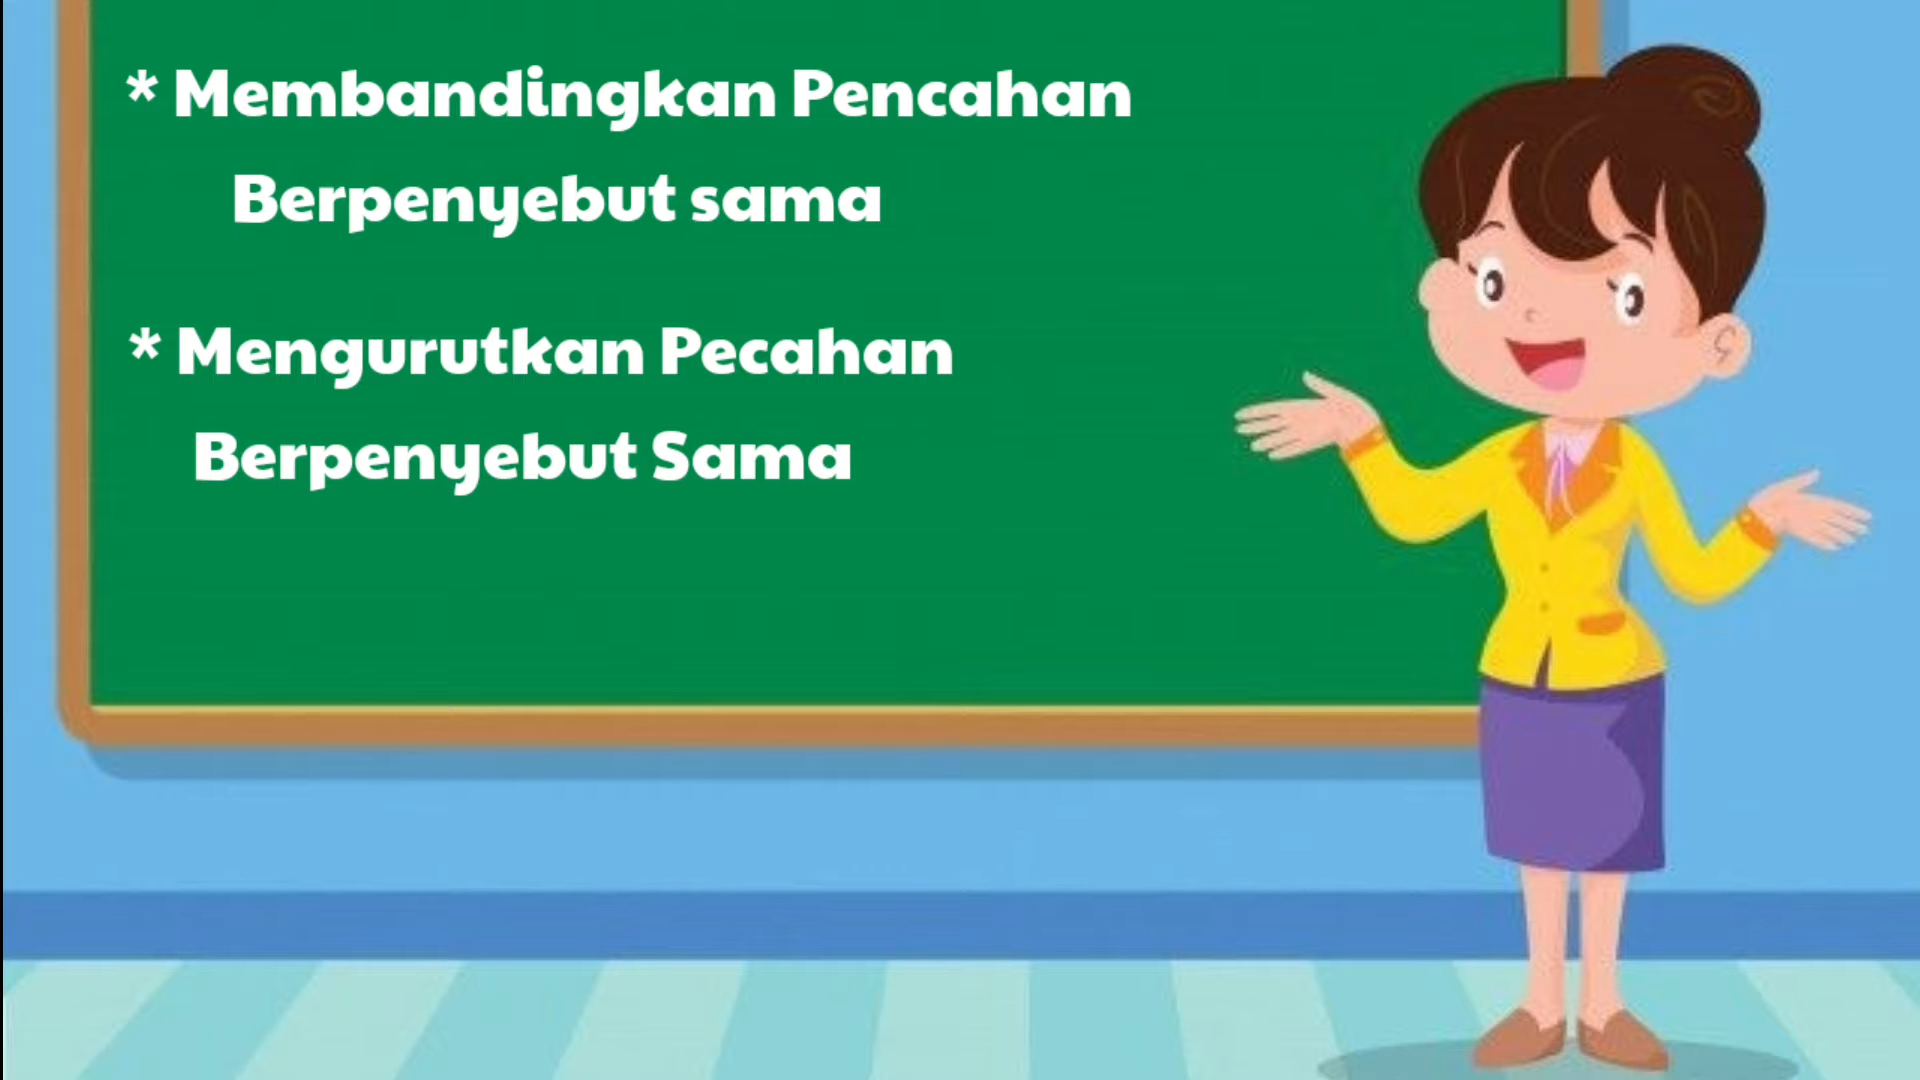 * Membandingkan Pencahan
Berpenyebut sama
* Mengurutkan Pecahan
Berpenyebut Sama